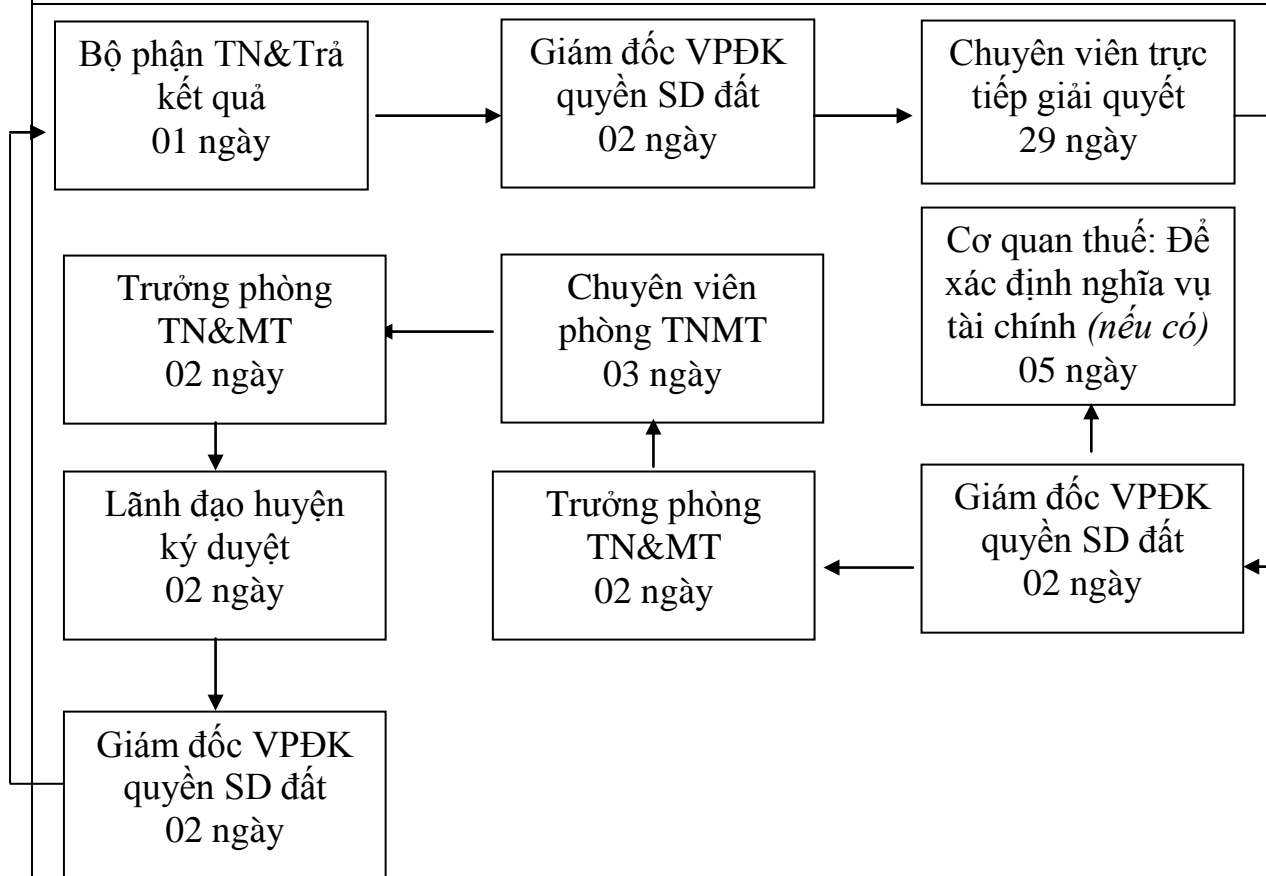 Bộ phận TN&Trả
kết quả
01 ngày
Giám đốc VPĐK
quyền SD đất
02 ngày
Chuyên viên trực
tiếp giải quyết
29 ngày
Trưởng phòng
TN&MT
02 ngày
Chuyên viên
phòng TNMT
03 ngày
Cơ quan thuế: Để
xác định nghĩa vụ
tài chính (nếu có)
05 ngày
Lãnh đạo huyện
ký duyệt
02 ngày
Trưởng phòng
TN&MT
02 ngày
Giám đốc VPĐK
quyền SD đất
02 ngày
Giám đốc VPĐK
quyền SD đất
02 ngày